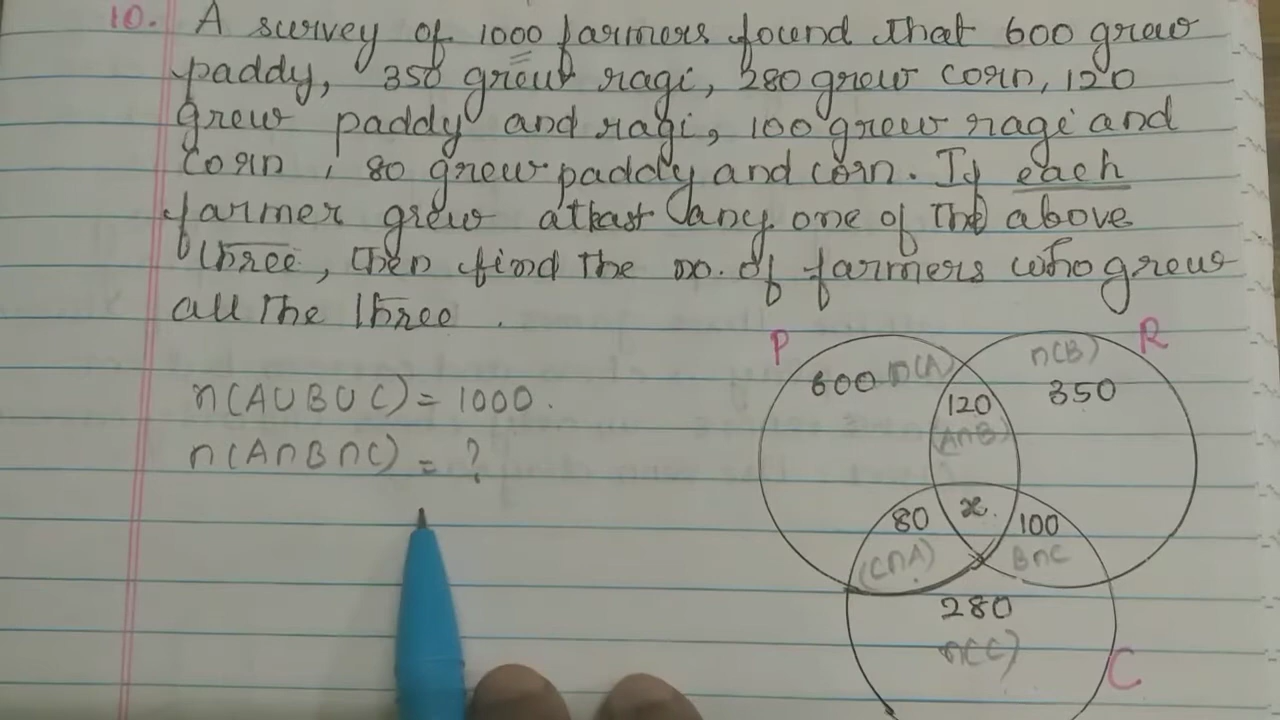 10. A survey of 1000 farmers found that 600 grew
paddy, 350 grew ragi, 280 grew corn, 120
grew paddy and ragi, 100 grew ragi and
corn, 80 grew paddy and corn. If each
farmer grew atleast any one of the above
three, then find the no. of farmers who grew
all the three.
P
R
n(B)
600 n(A)
350
n(A∪B∪C) = 1000.
120
(A∩B)
n(A∩B∩C) = ?
80
x.
100
(C∩A)
B∩C
280
n(C)
C